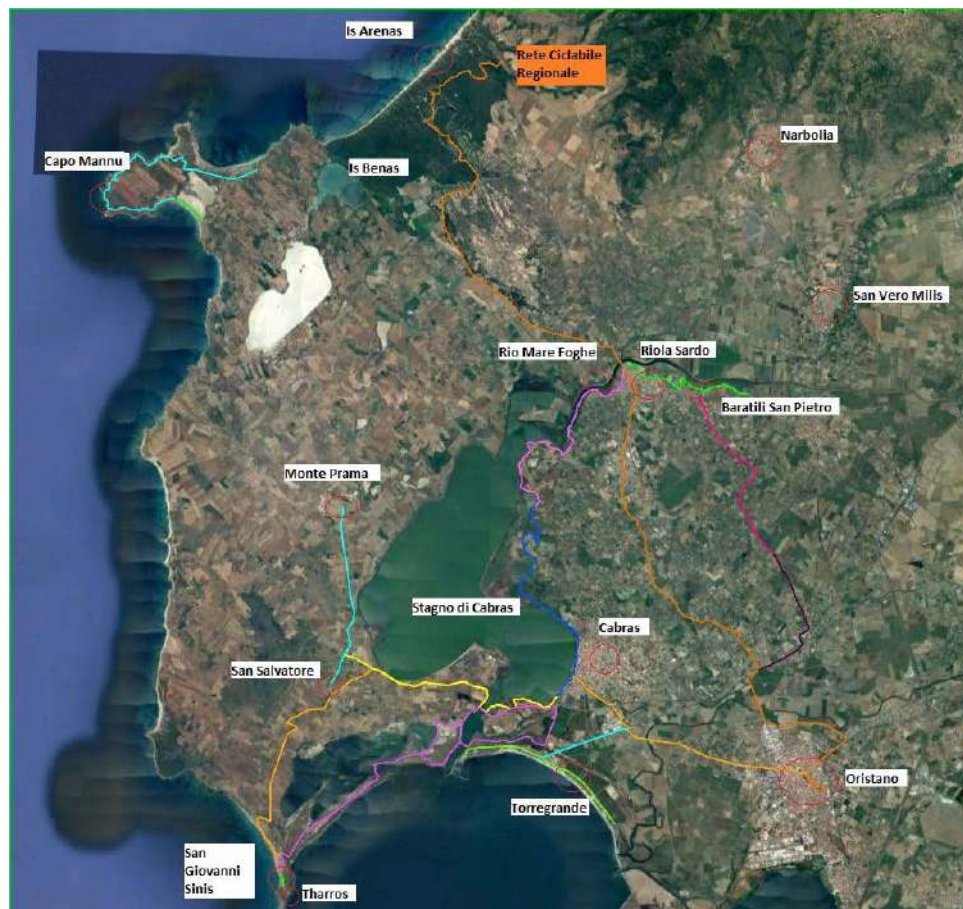 Is Arenas
Rete Ciclabile
Regionale
Narbolia
Capo Mannu
Is Benas
San Vero Milis
Rio Mare Foghe
Riola Sardo
Baratili San Pietro
Monte Prama
Stagno di Cabras
Cabras
San Salvatore
Oristano
Torregrande
San
Giovanni
Sinis
Tharros